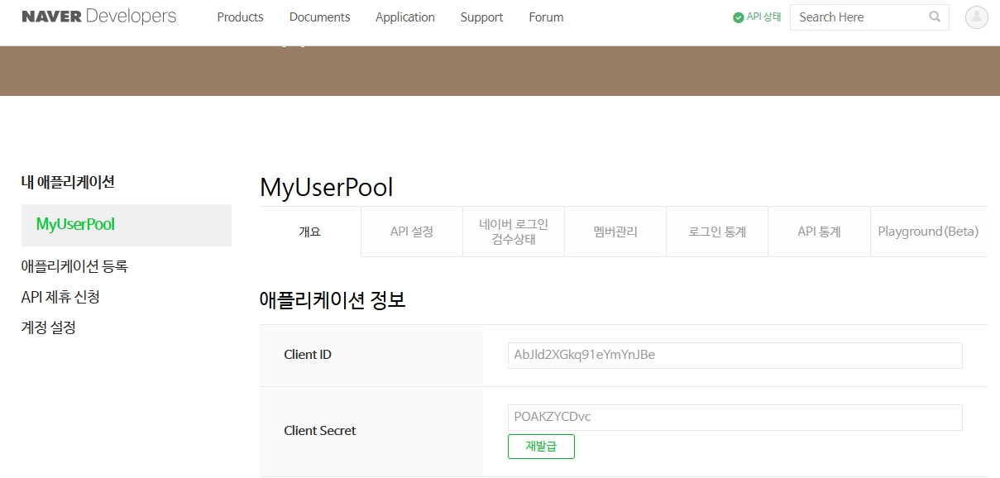 NAVER Developers
Products Documents Application Support Forum
API 상태
Search Here
내 애플리케이션
MyUserPool
애플리케이션 등록
API 제휴 신청
계정 설정
MyUserPool
개요
API 설정
네이버 로그인
검수상태
멤버관리
로그인 통계
API 통계
Playground(Beta)
애플리케이션 정보
Client ID
AbJld2XGkq91eYmYnJBe
Client Secret
POAKZYCDvc
재발급